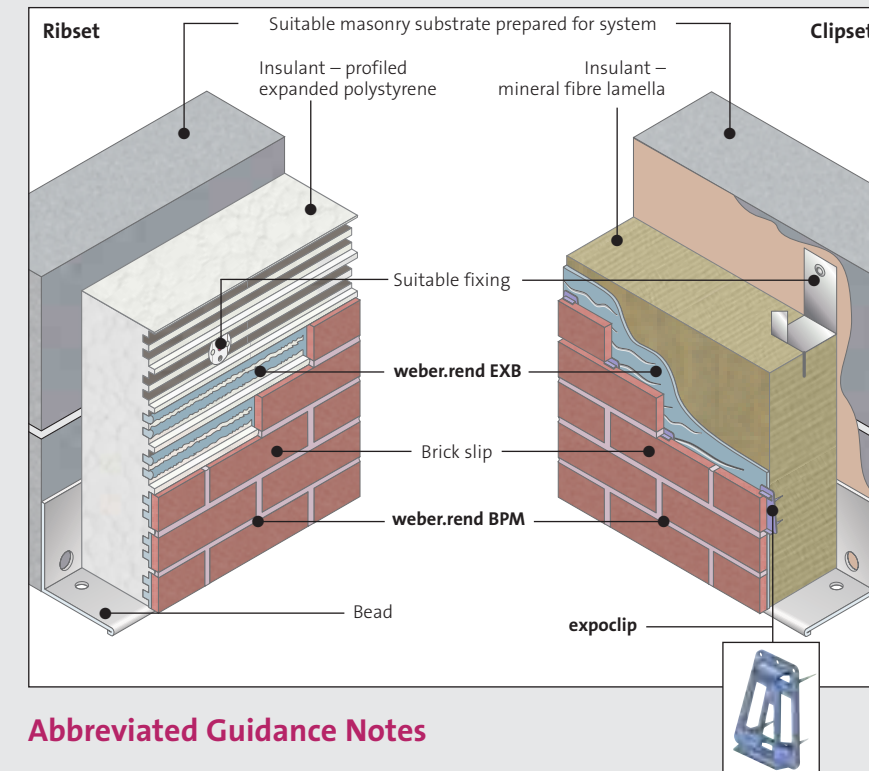 Ribset
Suitable masonry substrate prepared for system
Clipset
Insulant – profiled
expanded polystyrene
Insulant –
mineral fibre lamella
Suitable fixing
weber.rend EXB
Brick slip
weber.rend BPM
Bead
expoclip
Abbreviated Guidance Notes